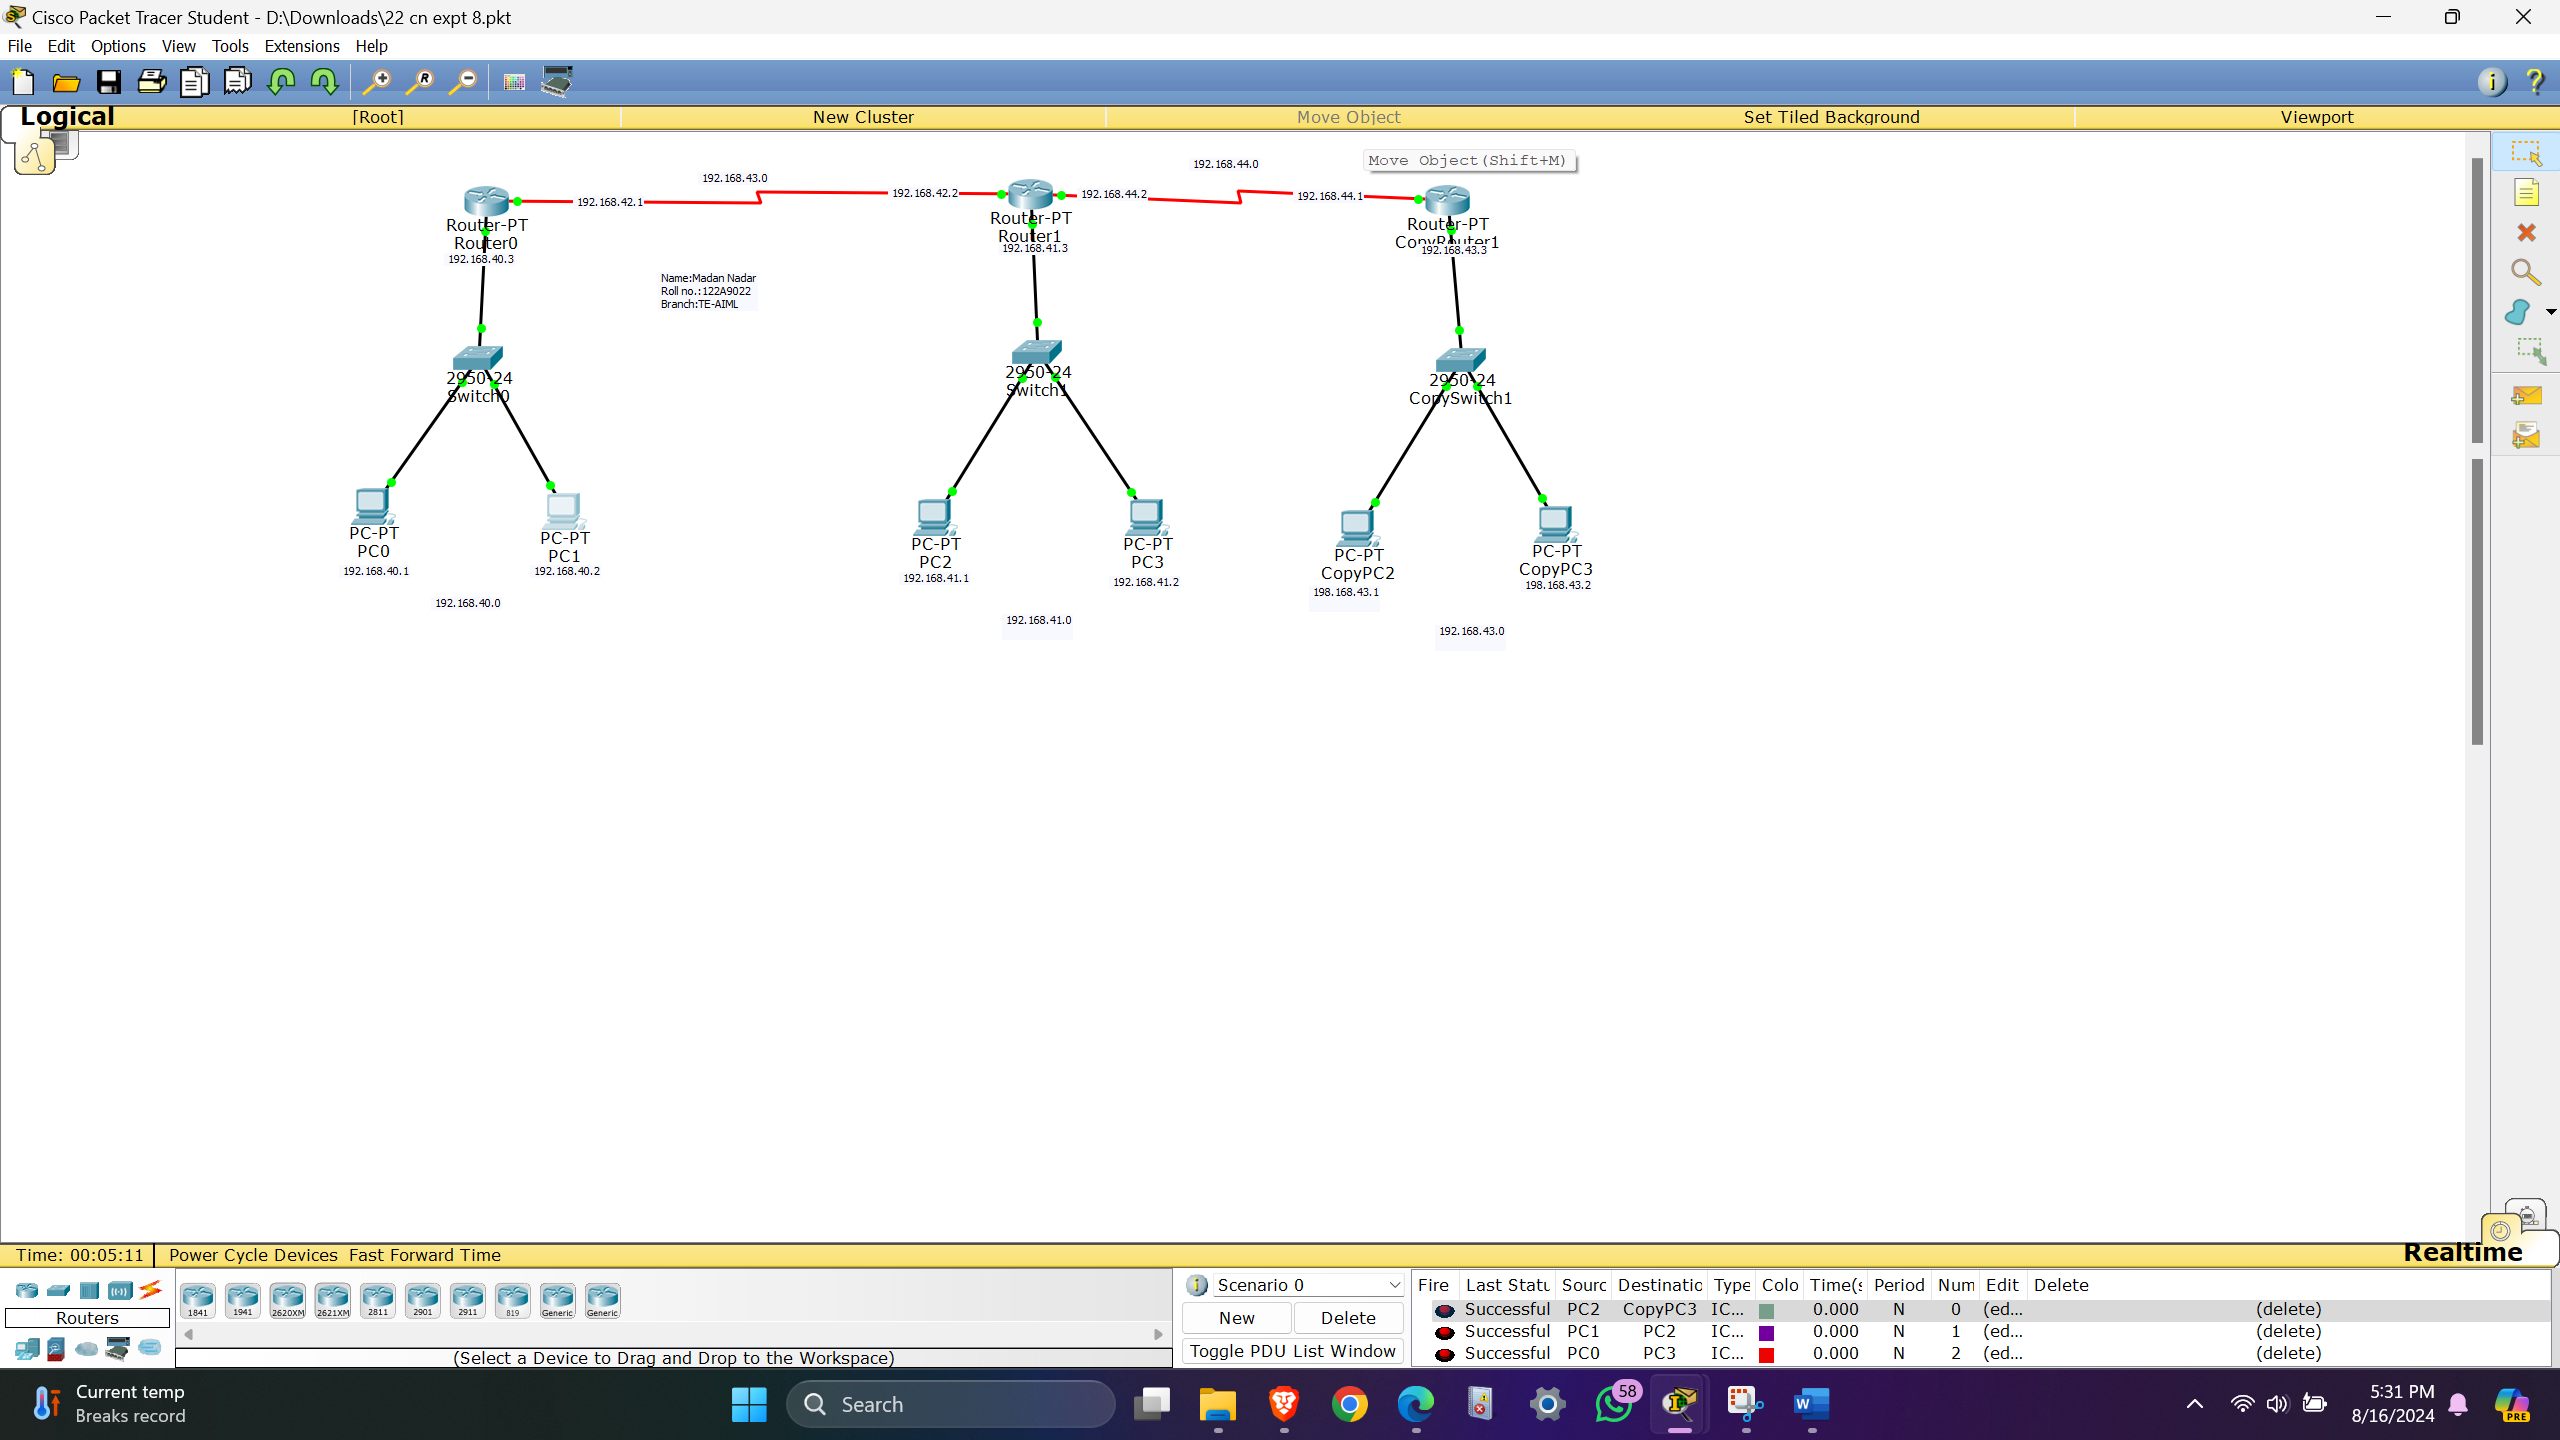 Cisco Packet Tracer Student - D:\Downloads\22 cn expt 8.pkt
File Edit Options View Tools Extensions Help
Logical [Root] New Cluster Move Object Set Tiled Background Viewport
Move Object(Shift+M)
192.168.43.0
192.168.44.0
192.168.42.1
192.168.42.2
192.168.44.2
192.168.44.1
Router-PT
Router0
192.168.40.3
Router-PT
Router1
192.168.41.3
Router-PT
CopyRouter1
192.168.43.3
Name:Madan Nadar
Roll no.:122A9022
Branch:TE-AIML
2950-24
Switch0
2950-24
Switch1
2950-24
CopySwitch1
PC-PT
PC0
192.168.40.1
PC-PT
PC1
192.168.40.2
192.168.40.0
PC-PT
PC2
192.168.41.1
PC-PT
PC3
192.168.41.2
192.168.41.0
PC-PT
CopyPC2
198.168.43.1
PC-PT
CopyPC3
198.168.43.2
192.168.43.0
Time: 00:05:11 Power Cycle Devices Fast Forward Time
Realtime
Routers
1841 1941 2620XM 2621XM 2811 2901 2911 819 Generic Generic
(Select a Device to Drag and Drop to the Workspace)
Scenario 0
New Delete
Toggle PDU List Window
Fire Last Statu Sourc Destinatio Type Colo Time(s Period Num Edit Delete
Successful PC2 CopyPC3 IC... 0.000 N 0 (ed... (delete)
Successful PC1 PC2 IC... 0.000 N 1 (ed... (delete)
Successful PC0 PC3 IC... 0.000 N 2 (ed... (delete)
Current temp
Breaks record
Search
58
5:31 PM
8/16/2024
PRE